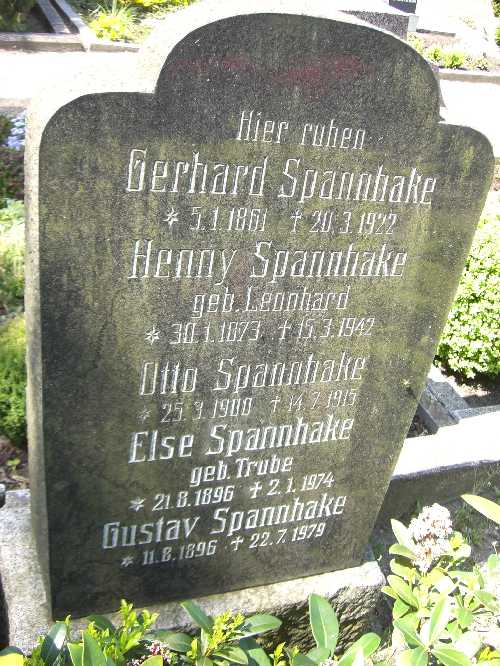 Hier ruhen
Gerhard Spannhake
* 5.1.1861 † 20.3.1922
Henny Spannhake
geb. Leonhard
* 30.1.1873 † 15.3.1942
Otto Spannhake
* 25.3.1900 † 14.7.1915
Else Spannhake
geb. Trube
* 21.8.1896 † 2.1.1974
Gustav Spannhake
* 11.8.1896 † 22.7.1979